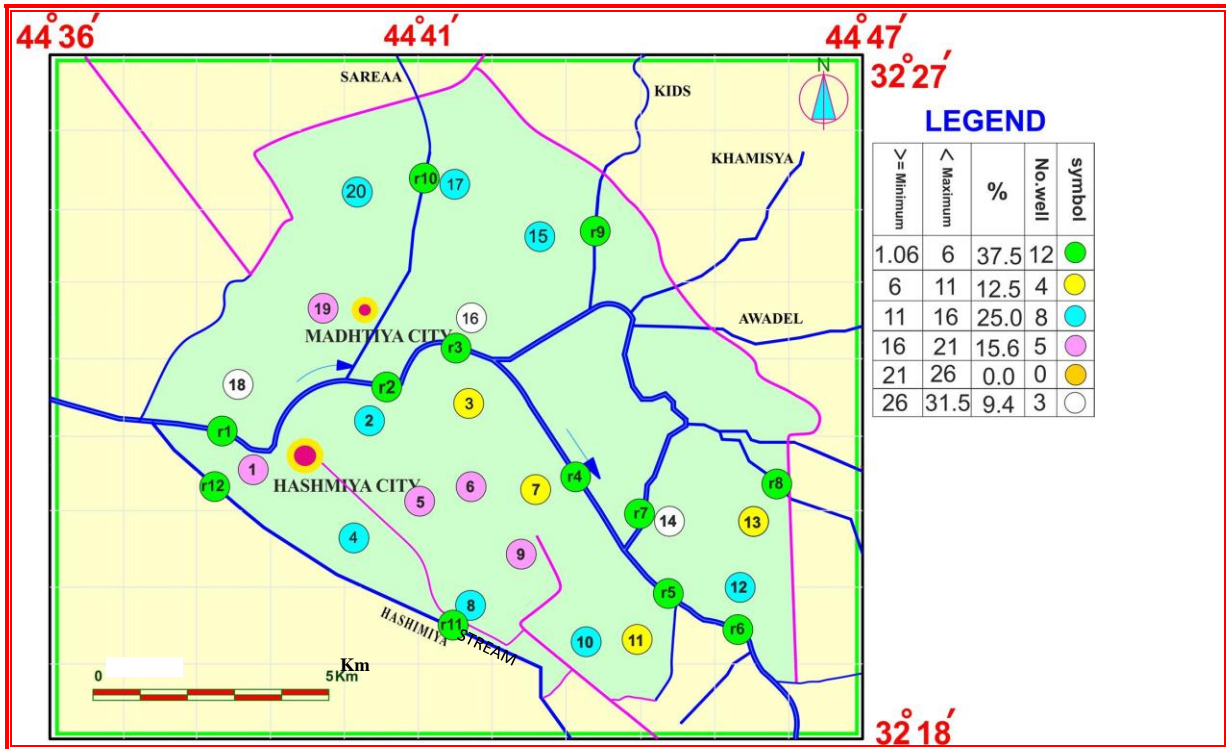 44°36′ 44°41′ 44°47′
32°27′
N
SAREAA
KIDS
KHAMISYA
LEGEND
>= Minimum < Maximum % No.well symbol
1.06 6 37.5 12
6 11 12.5 4
11 16 25.0 8
16 21 15.6 5
21 26 0.0 0
26 31.5 9.4 3
20 r10 17
15 r9
19 16
MADHTIYA CITY
AWADEL
r3
18 r2
3
2
r1
1
HASHMIYA CITY
r12 5 6 7 r4 r8
r7 14 13
4
9
12
r5
8
r11 r6
HASHIMIYA STREAM
10 11
Km
0 5Km
32°18′